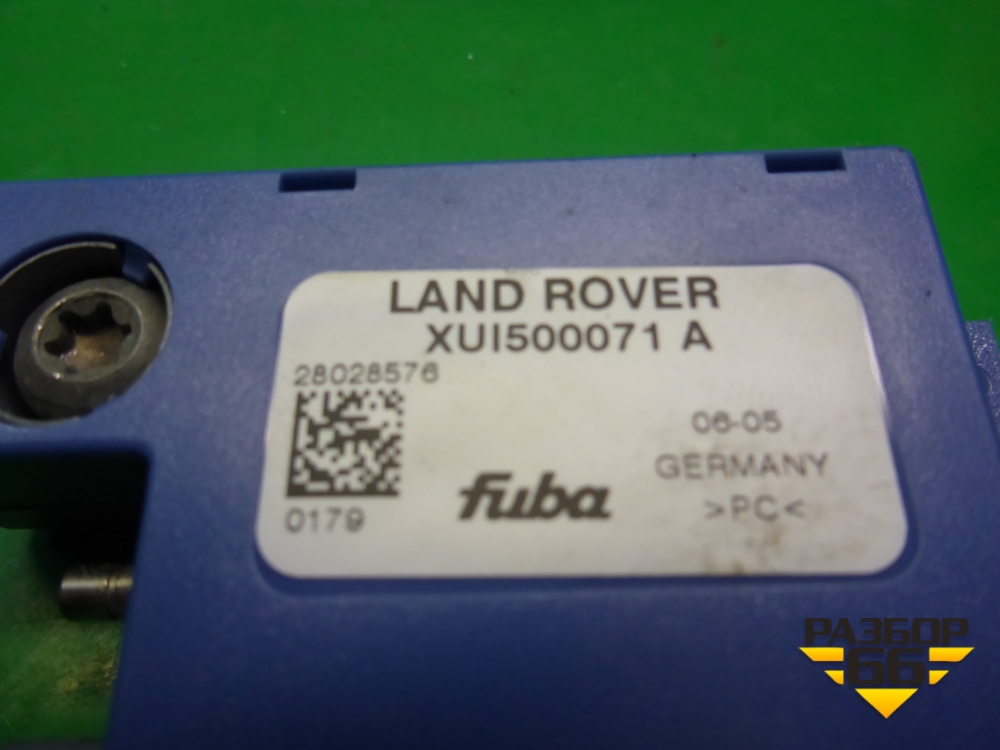 LAND ROVER
XUI500071 A
28028576
06-05
GERMANY
fuba
0179
>PC<
РАЗБОР
66